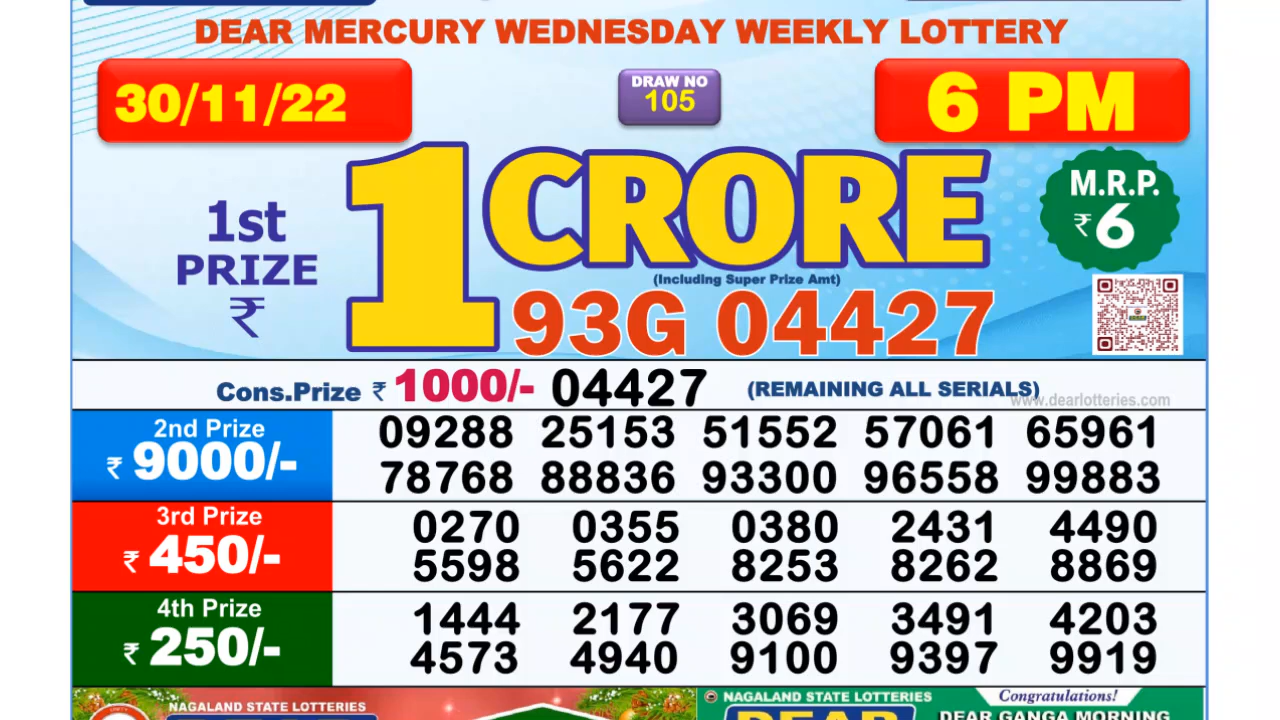 DEAR MERCURY WEDNESDAY WEEKLY LOTTERY
30/11/22
DRAW NO
105
6 PM
1st
PRIZE
₹
1 CRORE
(Including Super Prize Amt)
93G 04427
M.R.P.
₹6
Cons.Prize ₹ 1000/- 04427 (REMAINING ALL SERIALS)
www.dearlotteries.com
2nd Prize
₹ 9000/-
09288 25153 51552 57061 65961
78768 88836 93300 96558 99883
3rd Prize
₹ 450/-
0270 0355 0380 2431 4490
5598 5622 8253 8262 8869
4th Prize
₹ 250/-
1444 2177 3069 3491 4203
4573 4940 9100 9397 9919
NAGALAND STATE LOTTERIES
NAGALAND STATE LOTTERIES
Congratulations!
DEAR
DEAR GANGA MORNING